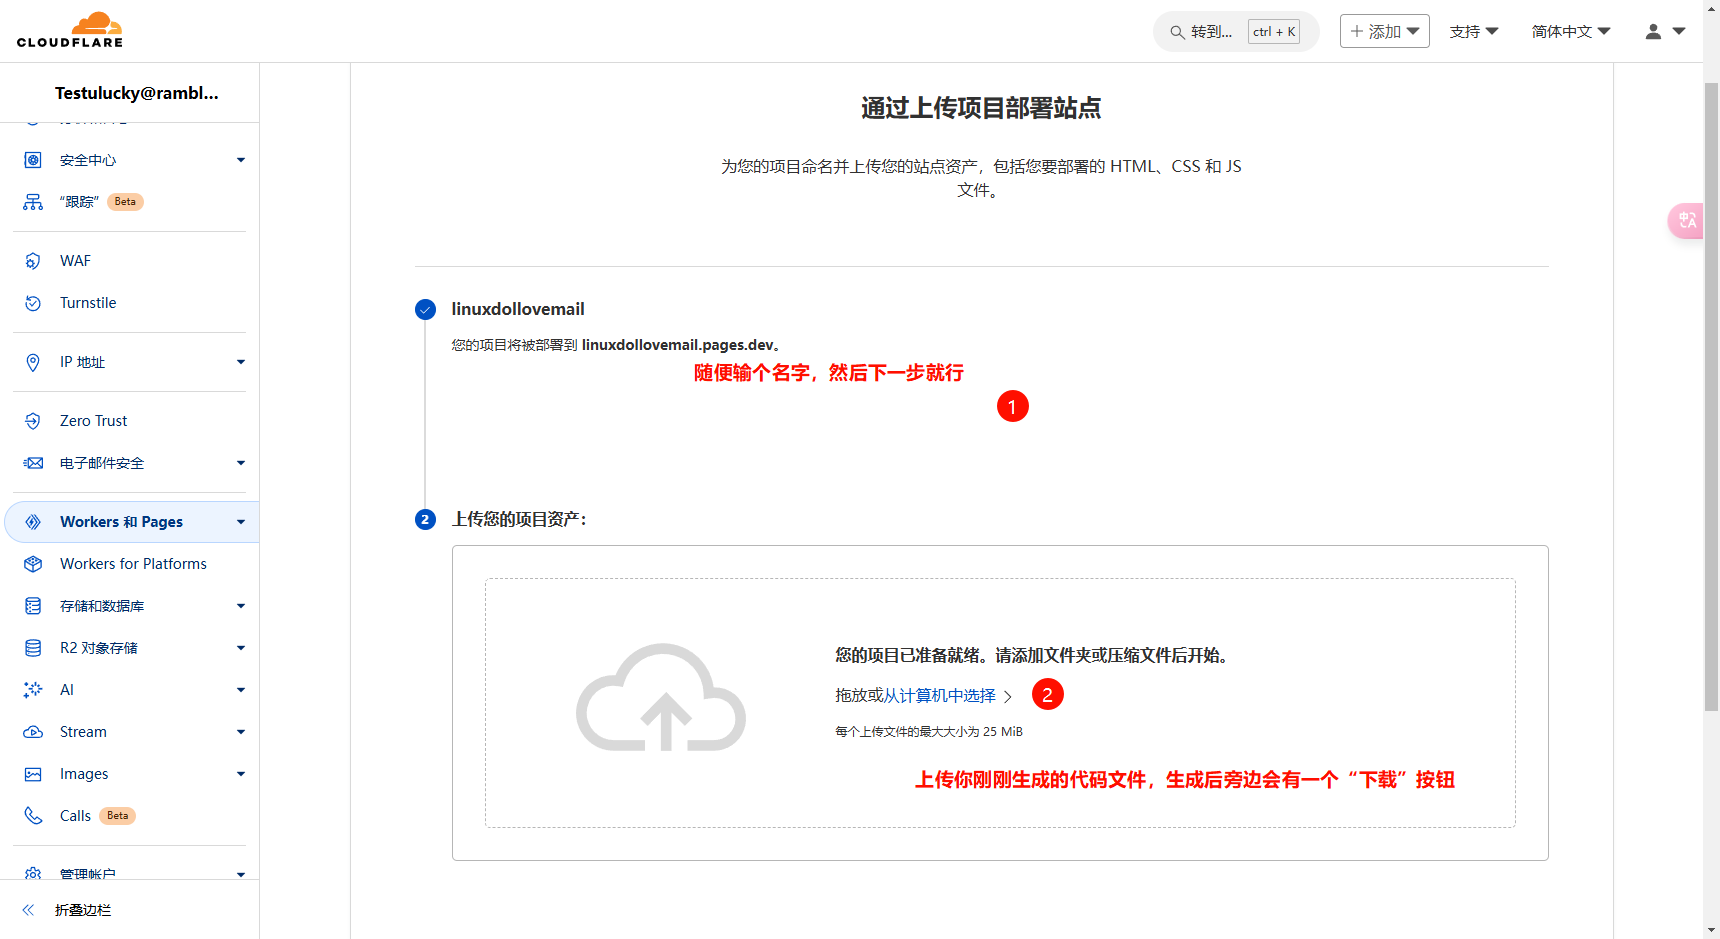 CLOUDFLARE
转到...
ctrl + K
添加
支持
简体中文
Testulucky@rambl...
安全中心
“跟踪”
Beta
WAF
Turnstile
IP 地址
Zero Trust
电子邮件安全
Workers 和 Pages
Workers for Platforms
存储和数据库
R2 对象存储
AI
Stream
Images
Calls
Beta
管理帐户
折叠边栏
通过上传项目部署站点
为您的项目命名并上传您的站点资产，包括您要部署的 HTML、CSS 和 JS
文件。
linuxdollovemail
您的项目将被部署到 linuxdollovemail.pages.dev。
随便输个名字，然后下一步就行
1
2
上传您的项目资产：
您的项目已准备就绪。请添加文件夹或压缩文件后开始。
拖放或从计算机中选择
2
每个上传文件的最大大小为 25 MiB
上传你刚刚生成的代码文件，生成后旁边会有一个“下载”按钮
中A